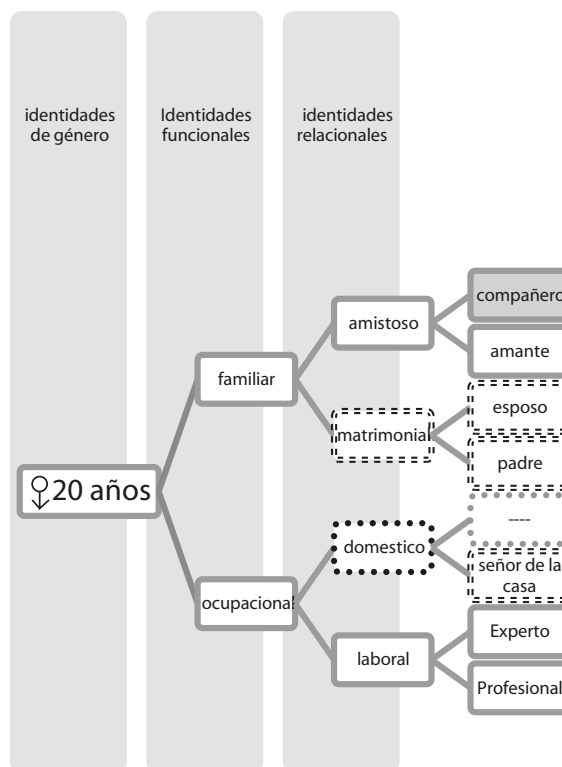 identidades
de género
Identidades
funcionales
identidades
relacionales
compañero
amistoso
amante
familiar
esposo
matrimonial
padre
20 años
----
domestico
señor de la
casa
ocupacional
Experto
laboral
Profesional